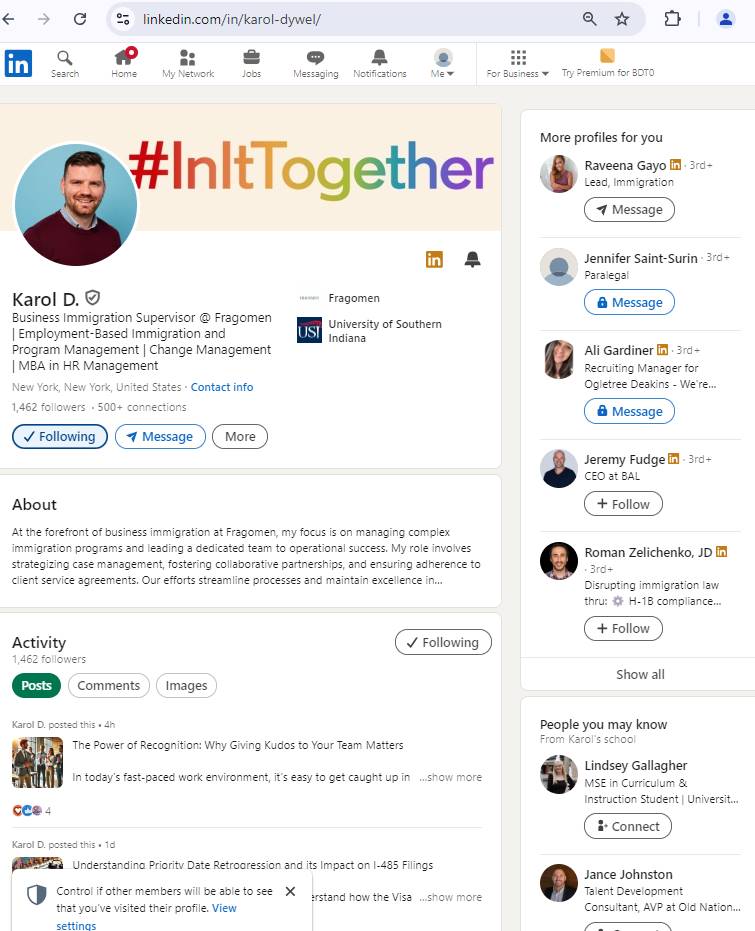 linkedin.com/in/karol-dywel/
in
Search
Home
My Network
Jobs
Messaging
Notifications
Me
For Business
Try Premium for BDT0
#InItTogether
in
Karol D.
Business Immigration Supervisor @ Fragomen
| Employment-Based Immigration and
Program Management | Change Management
| MBA in HR Management
New York, New York, United States · Contact info
1,462 followers · 500+ connections
Fragomen
USI
University of Southern
Indiana
Following
Message
More
About
At the forefront of business immigration at Fragomen, my focus is on managing complex
immigration programs and leading a dedicated team to operational success. My role involves
strategizing case management, fostering collaborative partnerships, and ensuring adherence to
client service agreements. Our efforts streamline processes and maintain excellence in...
Activity
1,462 followers
Following
Posts
Comments
Images
Karol D. posted this • 4h
The Power of Recognition: Why Giving Kudos to Your Team Matters
In today's fast-paced work environment, it's easy to get caught up in ...show more
4
Karol D. posted this • 1d
Understanding Priority Date Retrogression and its Impact on I-485 Filings
erstand how the Visa ...show more
Control if other members will be able to see
that you've visited their profile. View
settings
More profiles for you
Raveena Gayo in · 3rd+
Lead, Immigration
Message
Jennifer Saint-Surin · 3rd+
Paralegal
Message
Ali Gardiner in · 3rd+
Recruiting Manager for
Ogletree Deakins - We're...
Message
Jeremy Fudge in · 3rd+
CEO at BAL
+ Follow
Roman Zelichenko, JD in
· 3rd+
Disrupting immigration law
thru: ⚙️ H-1B compliance...
+ Follow
Show all
People you may know
From Karol's school
Lindsey Gallagher
MSE in Curriculum &
Instruction Student | Universit...
Connect
Jance Johnston
Talent Development
Consultant, AVP at Old Nation...